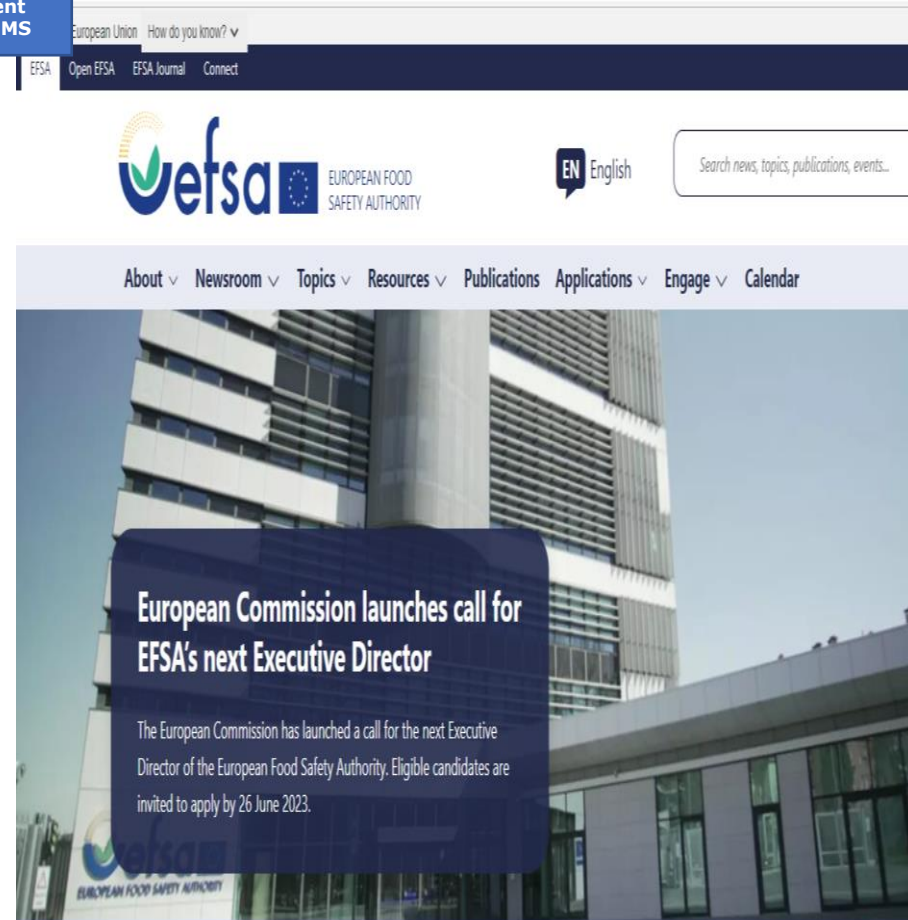 ent
MS
European Union How do you know?
EFSA Open EFSA EFSA Journal Connect
efsa
EUROPEAN FOOD
SAFETY AUTHORITY
EN English
Search news, topics, publications, events...
About Newsroom Topics Resources Publications Applications Engage Calendar
European Commission launches call for
EFSA's next Executive Director
The European Commission has launched a call for the next Executive
Director of the European Food Safety Authority. Eligible candidates are
invited to apply by 26 June 2023.
efsa
EUROPEAN FOOD SAFETY AUTHORITY